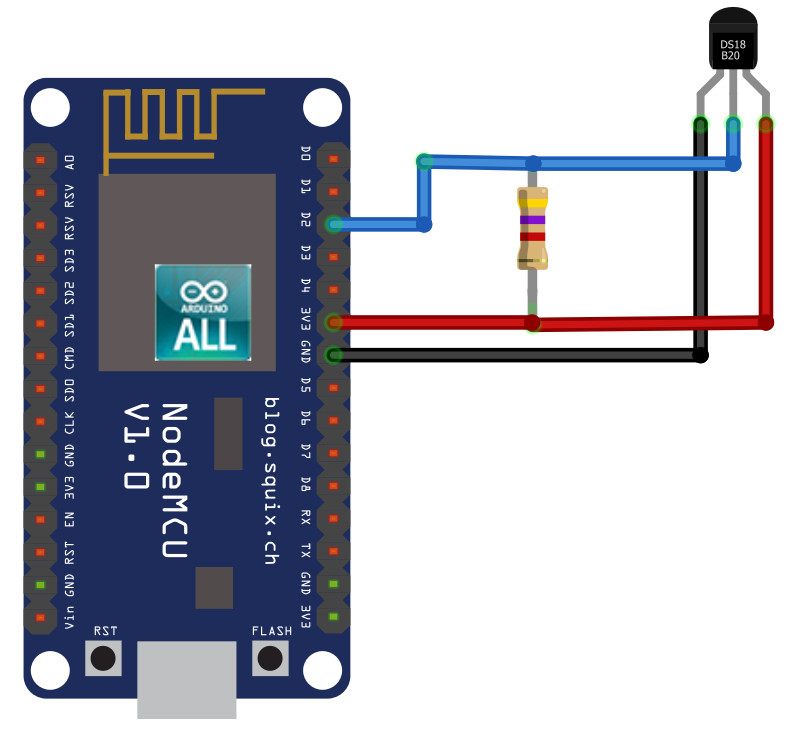 DS18
B20
A0
RSV
RSV
SD3
SD2
SD1
CMD
SD0
CLK
GND
3V3
EN
RST
GND
Vin
D0
D1
D2
D3
D4
3V3
GND
D5
D6
D7
D8
RX
TX
GND
3V3
ARDUINO
ALL
NodeMCU
V1.0
blog.squix.ch
RST
FLASH